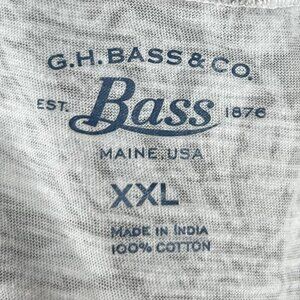 G.H. BASS & CO.
EST. Bass 1876
MAINE, USA
XXL
MADE IN INDIA
100% COTTON